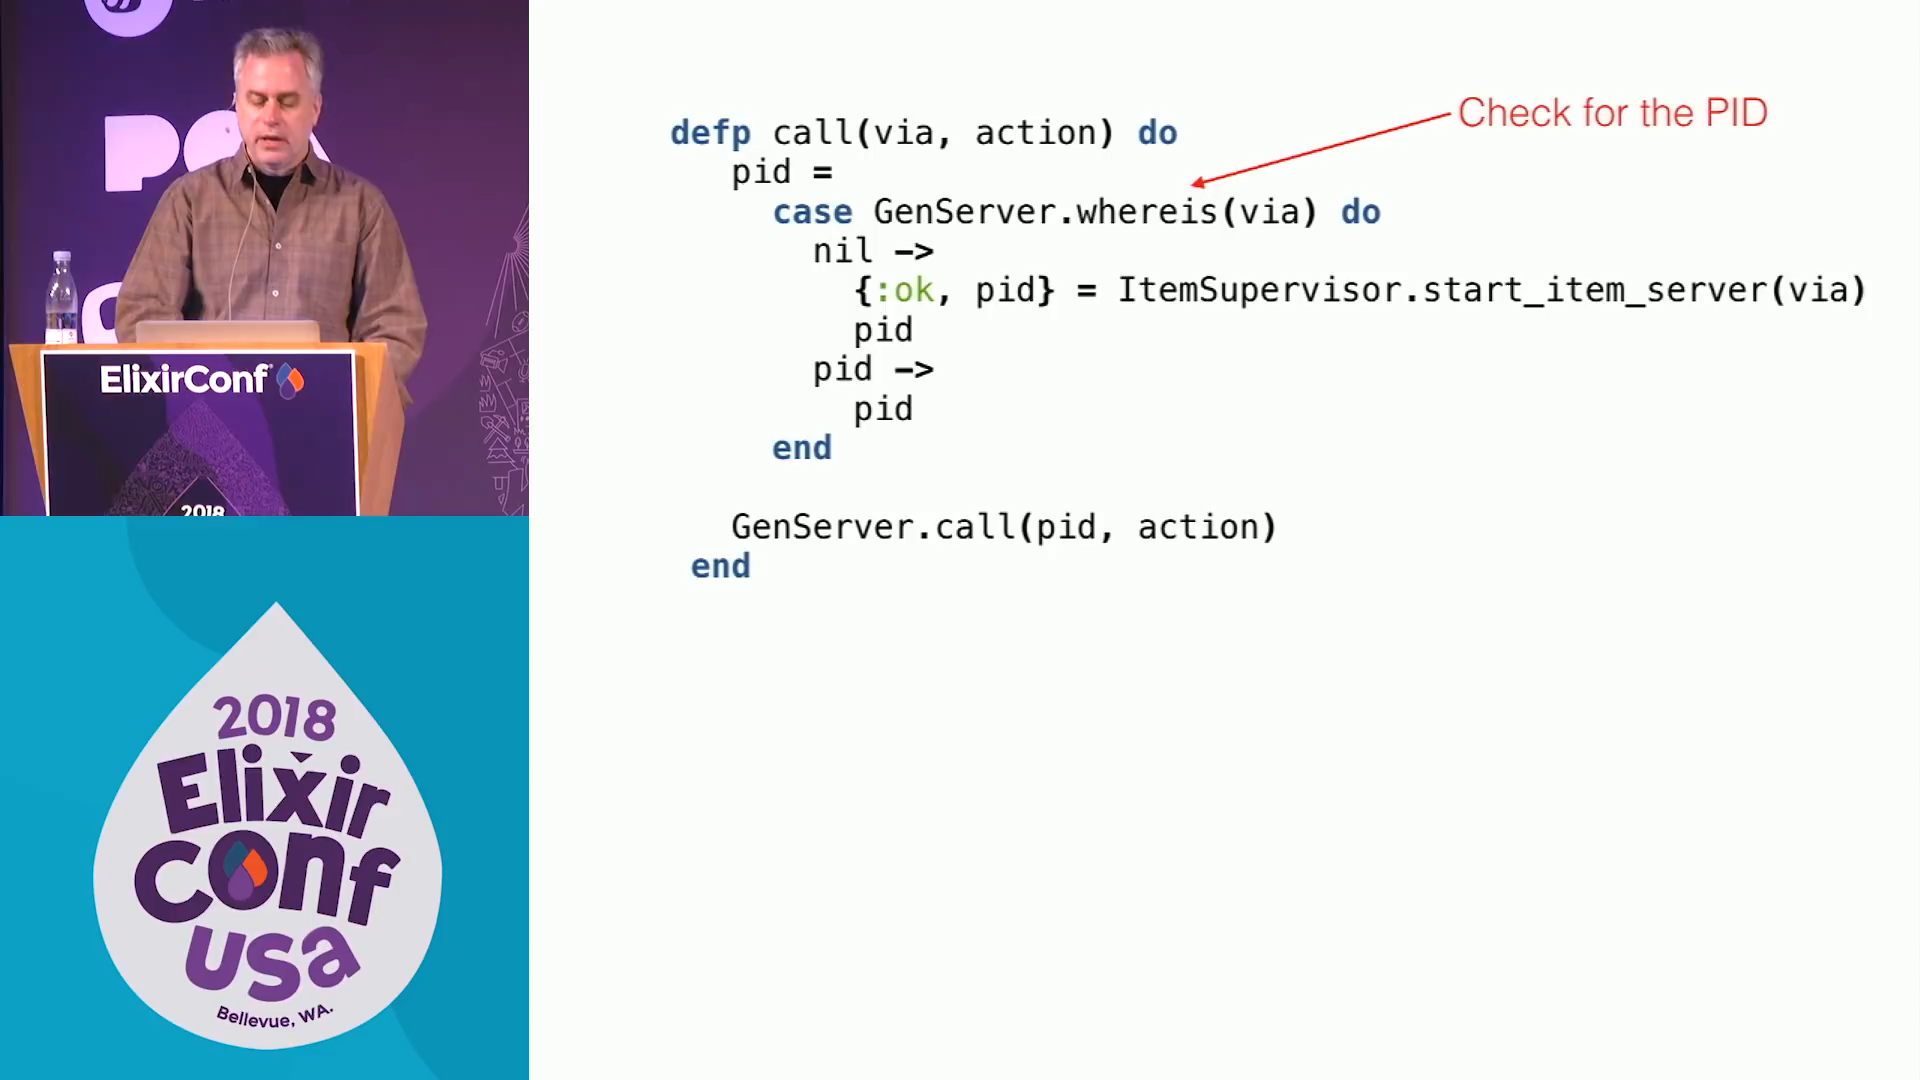 ElixirConf
2018
2018
Elixir
Conf
USA
Bellevue, WA.
Check for the PID
defp call(via, action) do
pid =
case GenServer.whereis(via) do
nil ->
{:ok, pid} = ItemSupervisor.start_item_server(via)
pid
pid ->
pid
end
GenServer.call(pid, action)
end